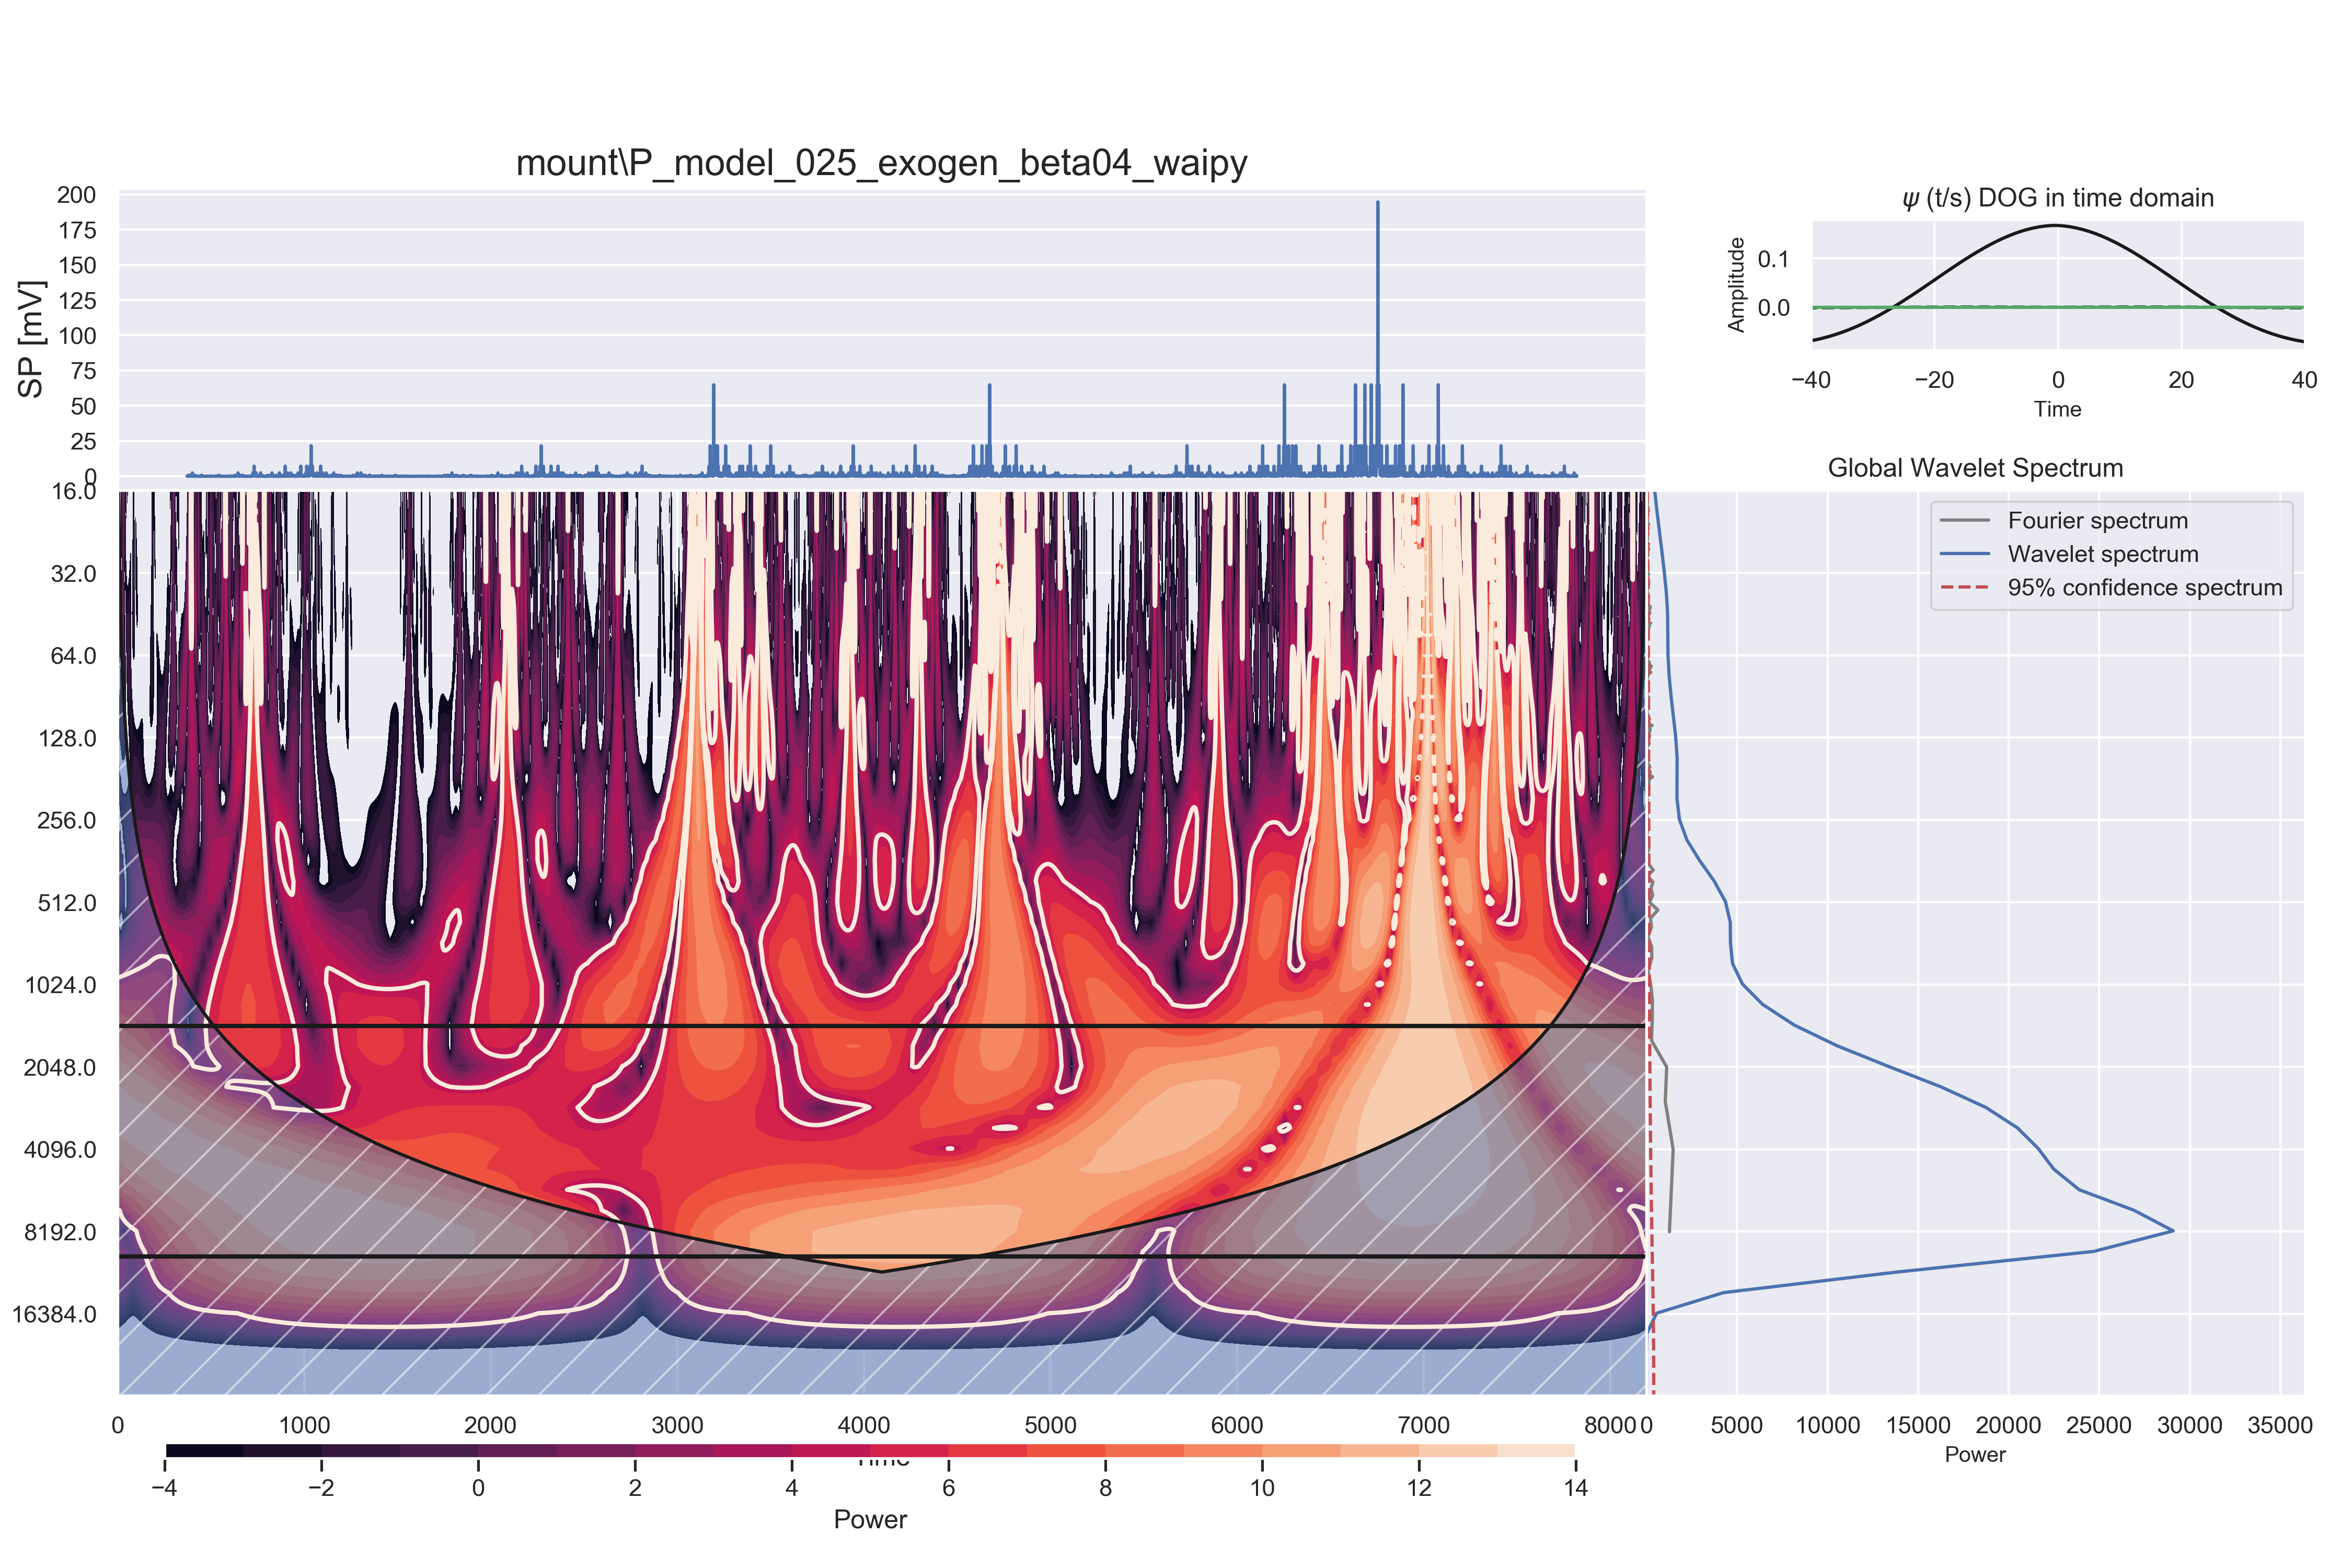 mount\P_model_025_exogen_beta04_waipy
SP [mV]
200
175
150
125
100
75
50
25
0
ψ (t/s) DOG in time domain
Amplitude
0.1
0.0
−40 −20 0 20 40
Time
16.0
32.0
64.0
128.0
256.0
512.0
1024.0
2048.0
4096.0
8192.0
16384.0
0 1000 2000 3000 4000 5000 6000 7000 8000
Time
−4 −2 0 2 4 6 8 10 12 14
Power
Global Wavelet Spectrum
Fourier spectrum
Wavelet spectrum
95% confidence spectrum
0 5000 10000 15000 20000 25000 30000 35000
Power